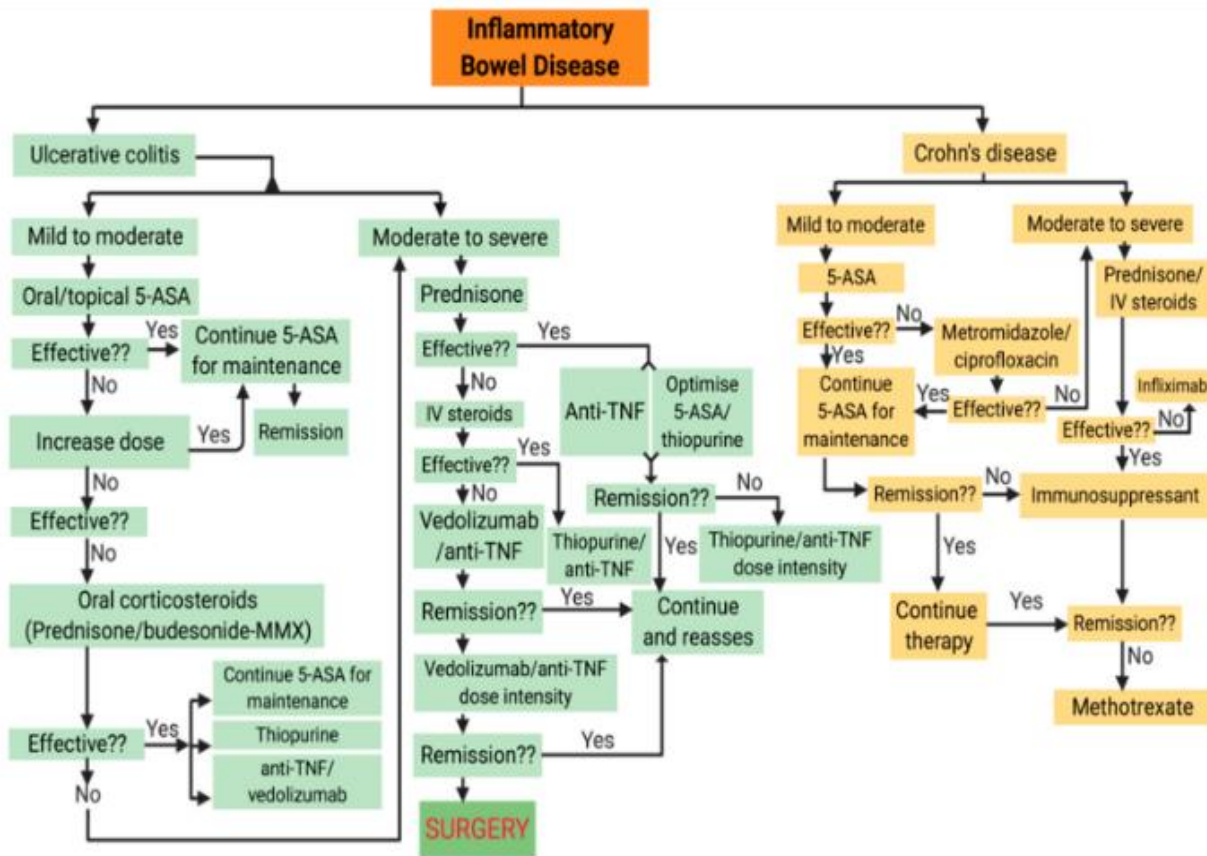 Inflammatory
Bowel Disease
Ulcerative colitis
Mild to moderate
Oral/topical 5-ASA
Effective??
Yes
Continue 5-ASA
for maintenance
Remission
No
Increase dose
Yes
No
Effective??
No
Oral corticosteroids
(Prednisone/budesonide-MMX)
Effective??
Yes
Continue 5-ASA for
maintenance
Thiopurine
anti-TNF/
vedolizumab
No
Moderate to severe
Prednisone
Effective??
Yes
Anti-TNF
Optimise
5-ASA/
thiopurine
No
IV steroids
Effective??
Yes
Thiopurine/
anti-TNF
No
Vedolizumab
/anti-TNF
Remission??
No
Thiopurine/anti-TNF
dose intensity
Yes
Continue
and reasses
Remission??
Yes
Vedolizumab/anti-TNF
dose intensity
Remission??
Yes
SURGERY
Crohn's disease
Mild to moderate
5-ASA
Effective??
No
Metromidazole/
ciprofloxacin
Yes
Continue
5-ASA for
maintenance
Yes
Effective??
No
Remission??
No
Yes
Continue
therapy
Yes
Moderate to severe
Prednisone/
IV steroids
Infliximab
Effective??
No
Yes
Immunosuppressant
Remission??
No
Methotrexate